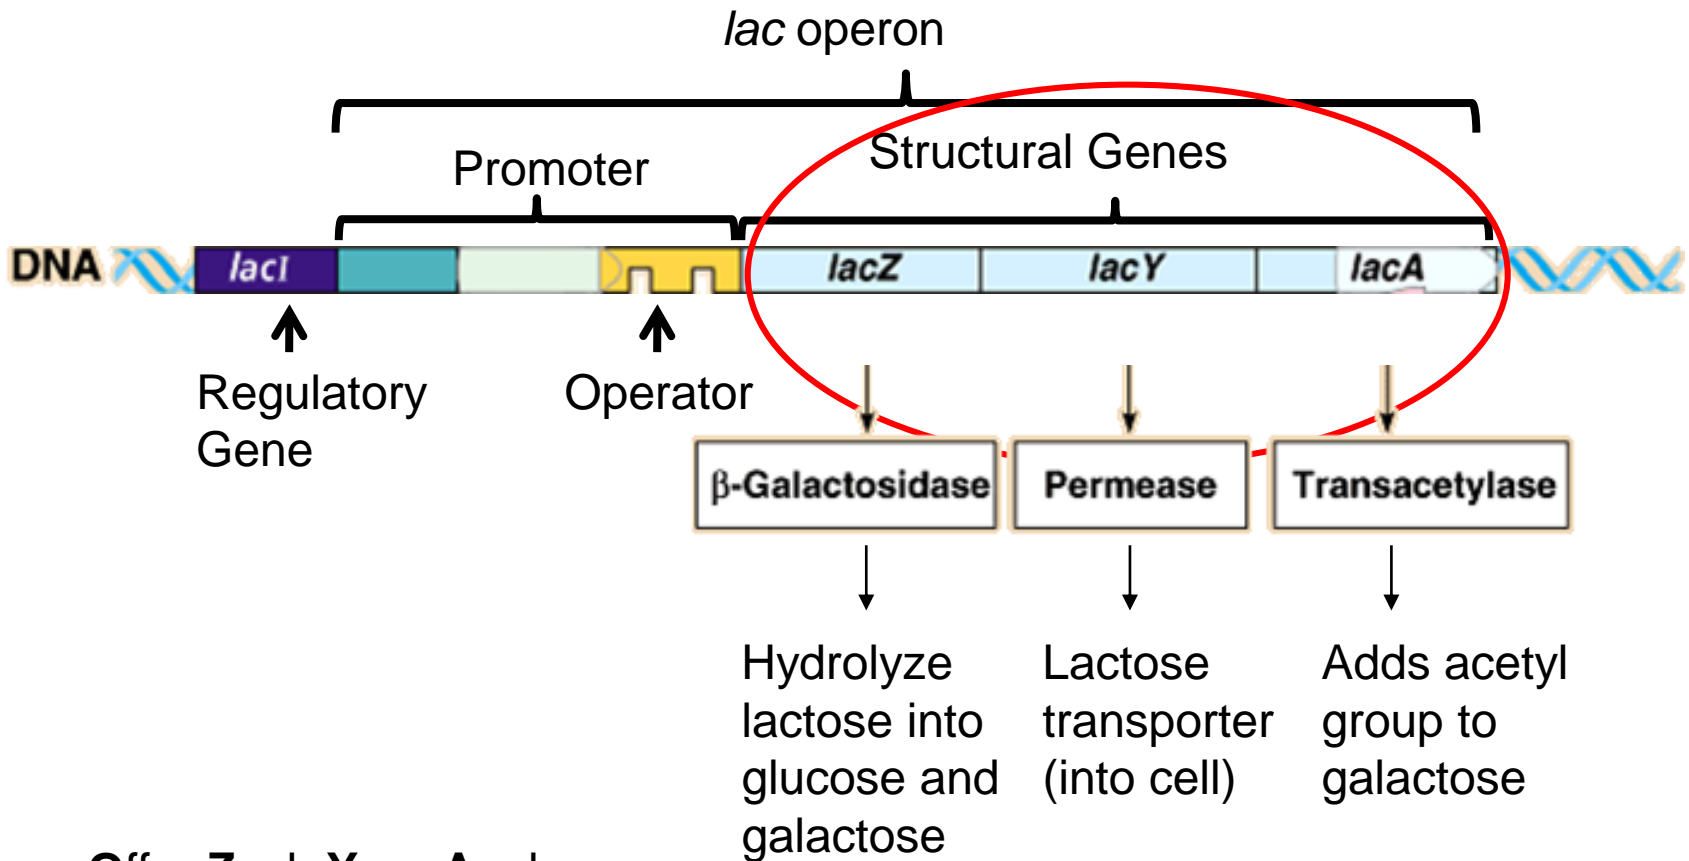 lac operon
Promoter
Structural Genes
DNA
lacI
lacZ
lacY
lacA
Regulatory
Gene
Operator
β-Galactosidase
Permease
Transacetylase
Hydrolyze
lactose into
glucose and
galactose
Lactose
transporter
(into cell)
Adds acetyl
group to
galactose